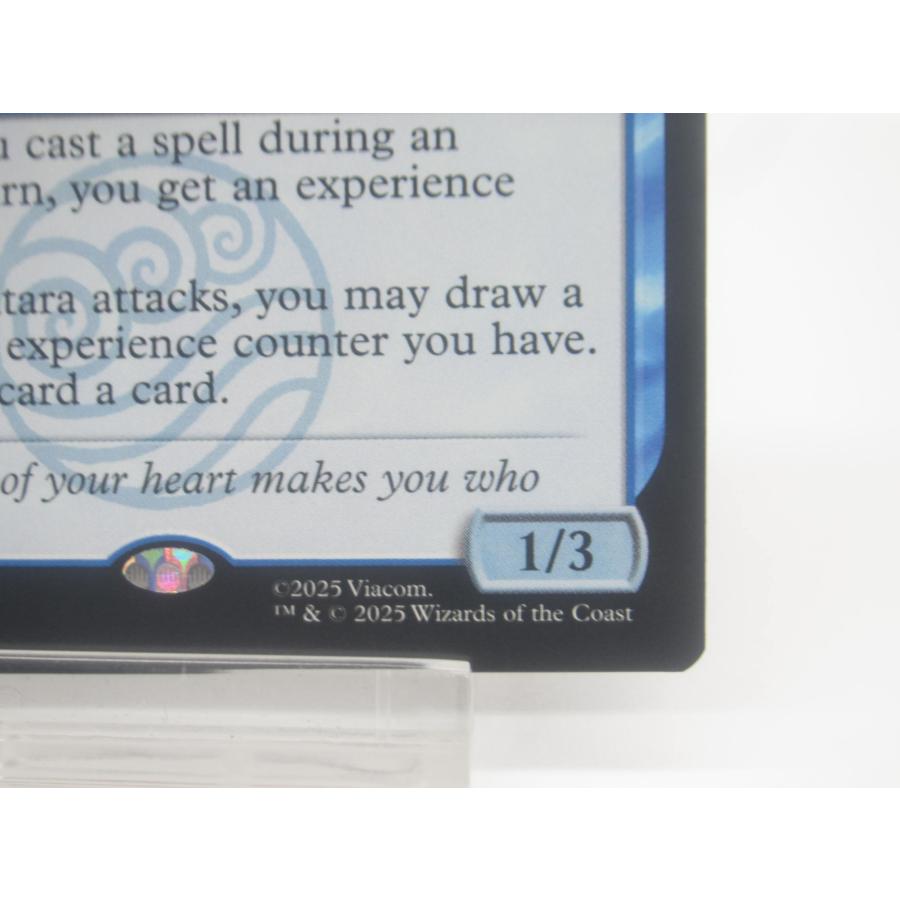 u cast a spell during an
rn, you get an experience
tara attacks, you may draw a
experience counter you have.
card a card.
of your heart makes you who
1/3
©2025 Viacom.
™ & © 2025 Wizards of the Coast